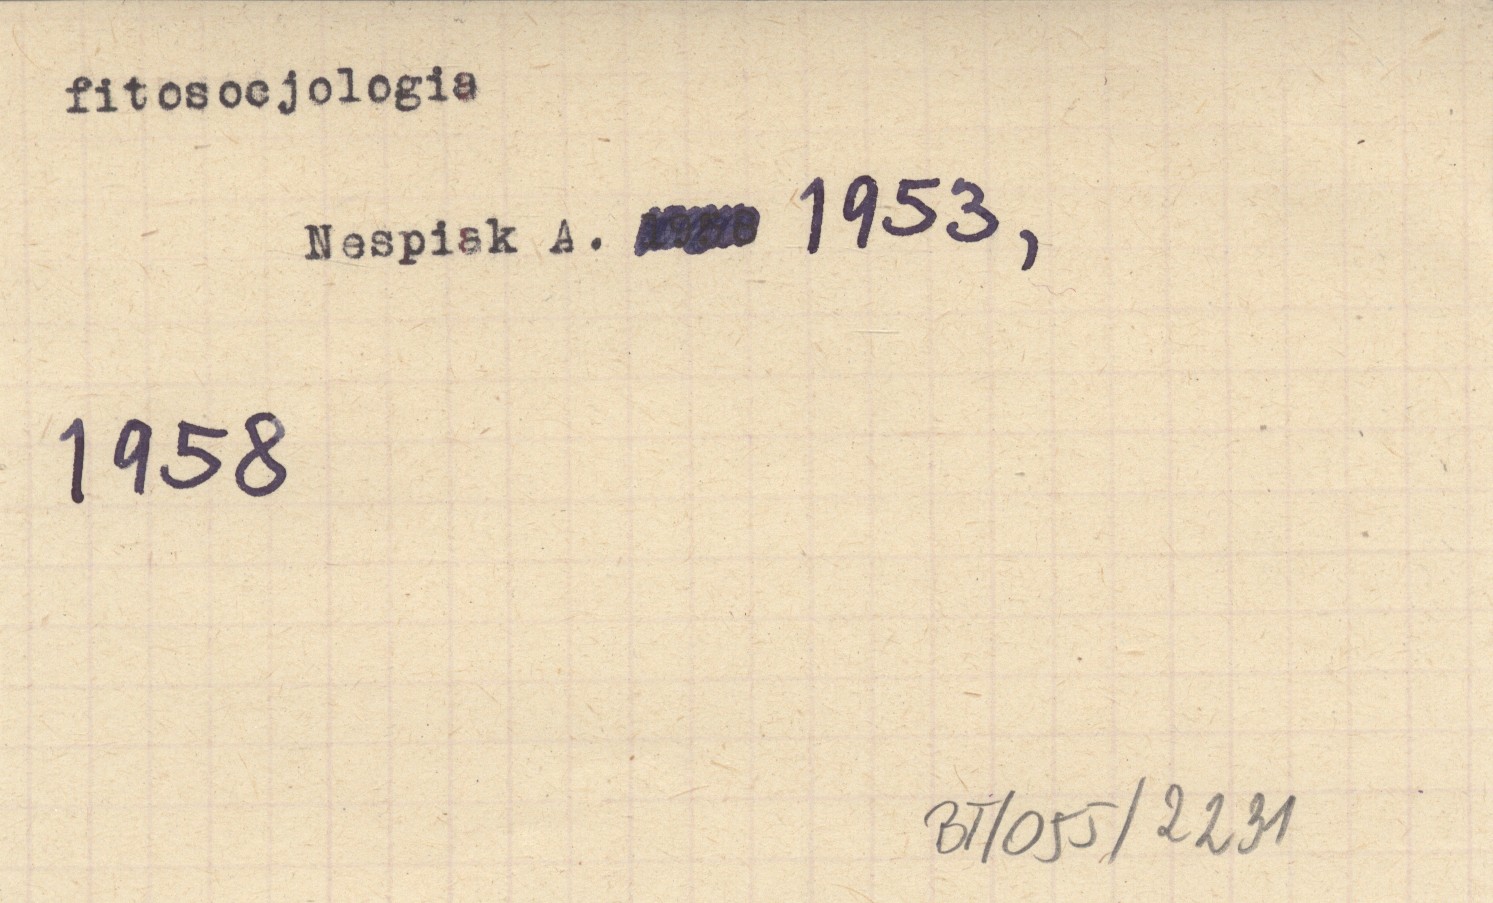 fitosocjologia
Nespiak A. 1953,
1958
BT/055/2231